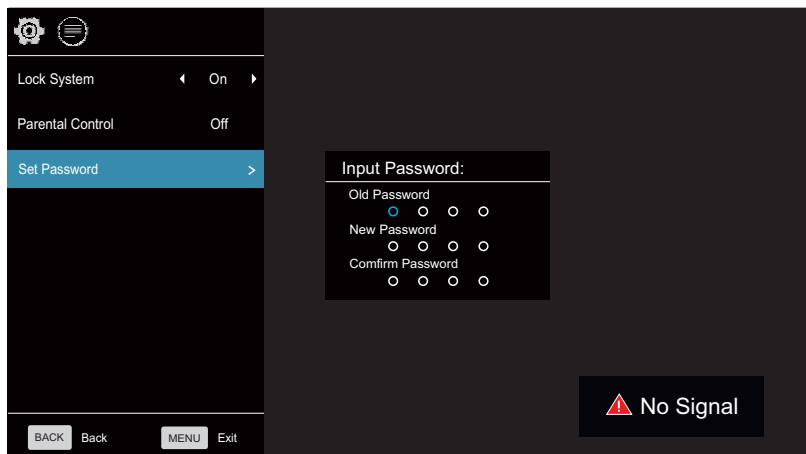 Lock System On
Parental Control Off
Set Password >
Input Password:
Old Password
New Password
Comfirm Password
No Signal
BACK Back MENU Exit